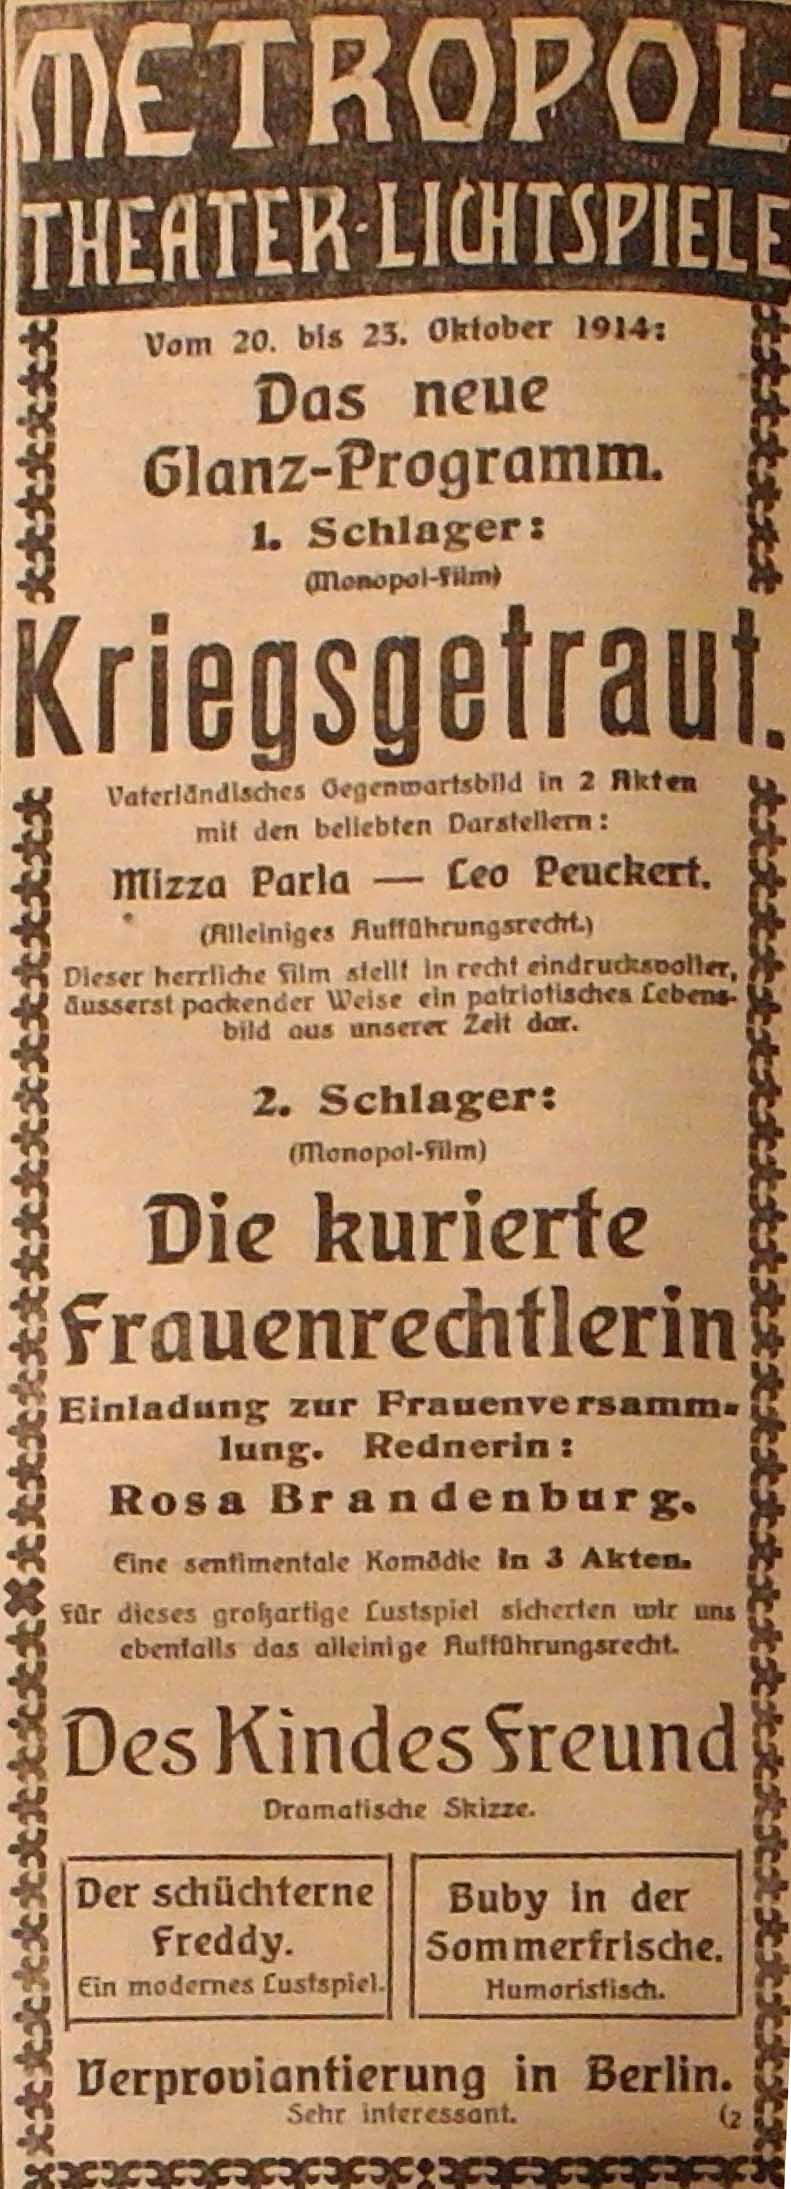 METROPOL-
THEATER-LICHTSPIELE
Vom 20. bis 23. Oktober 1914:
Das neue
Glanz-Programm.
1. Schlager:
(Monopol-Film)
Kriegsgetraut.
Vaterländisches Gegenwartsbild in 2 Akten
mit den beliebten Darstellern:
Mizza Parla — Leo Peuckert.
(Alleiniges Aufführungsrecht.)
Dieser herrliche Film stellt in recht eindrucksvoller,
äusserst packender Weise ein patriotisches Lebens-
bild aus unserer Zeit dar.
2. Schlager:
(Monopol-Film)
Die kurierte
Frauenrechtlerin
Einladung zur Frauenversamm-
lung. Rednerin:
Rosa Brandenburg.
Eine sentimentale Komödie in 3 Akten.
Für dieses großartige Lustspiel sicherten wir uns
ebenfalls das alleinige Aufführungsrecht.
Des Kindes Freund
Dramatische Skizze.
Der schüchterne
Freddy.
Ein modernes Lustspiel.
Buby in der
Sommerfrische.
Humoristisch.
Verproviantierung in Berlin.
Sehr interessant. (2